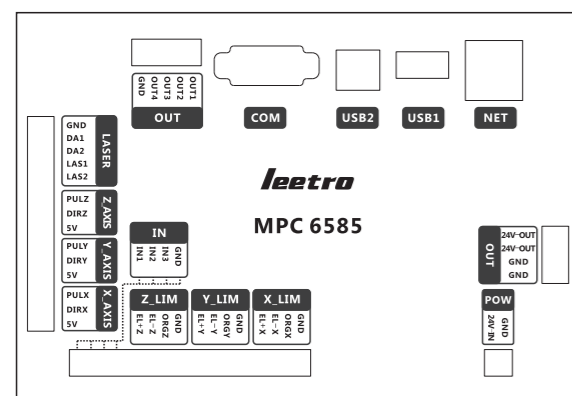 GND
OUT4
OUT3
OUT2
OUT1
OUT
COM
USB2
USB1
NET
GND
DA1
DA2
LAS1
LAS2
LASER
PULZ
DIRZ
5V
Z_AXIS
PULY
DIRY
5V
Y_AXIS
PULX
DIRX
5V
X_AXIS
leetro
MPC 6585
IN
IN1
IN2
IN3
GND
Z_LIM
EL+Z
EL-Z
ORGZ
GND
Y_LIM
EL+Y
EL-Y
ORGY
GND
X_LIM
EL+X
EL-X
ORGX
GND
OUT
24V-OUT
24V-OUT
GND
GND
POW
24V-IN
GND